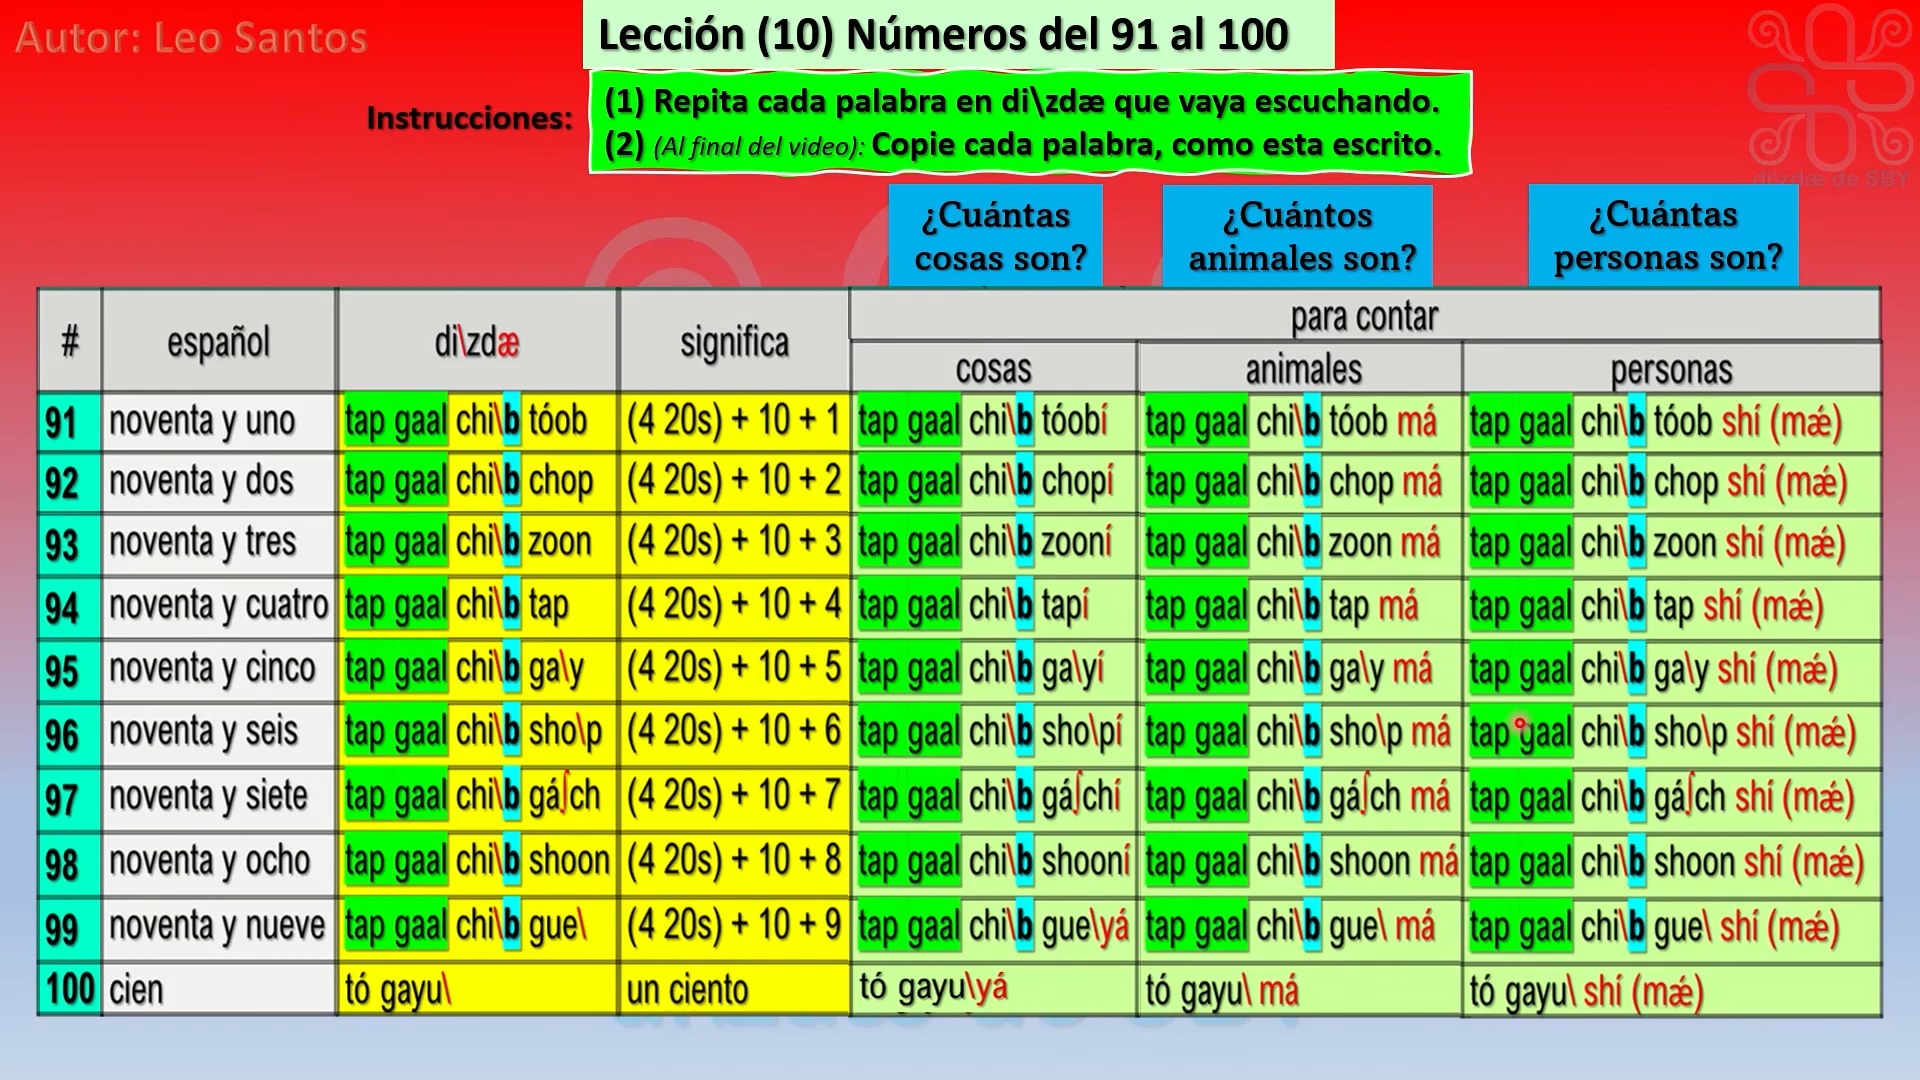 Autor: Leo Santos
Lección (10) Números del 91 al 100
Instrucciones:
(1) Repita cada palabra en di\zdæ que vaya escuchando.
(2) (Al final del video): Copie cada palabra, como esta escrito.
di\zdæ de SBY
¿Cuántas cosas son?
¿Cuántos animales son?
¿Cuántas personas son?
# español di\zdæ significa para contar
cosas animales personas
91 noventa y uno tap gaal chi\b tóob (4 20s) + 10 + 1 tap gaal chi\b tóobí tap gaal chi\b tóob má tap gaal chi\b tóob shí (mǽ)
92 noventa y dos tap gaal chi\b chop (4 20s) + 10 + 2 tap gaal chi\b chopí tap gaal chi\b chop má tap gaal chi\b chop shí (mǽ)
93 noventa y tres tap gaal chi\b zoon (4 20s) + 10 + 3 tap gaal chi\b zooní tap gaal chi\b zoon má tap gaal chi\b zoon shí (mǽ)
94 noventa y cuatro tap gaal chi\b tap (4 20s) + 10 + 4 tap gaal chi\b tapí tap gaal chi\b tap má tap gaal chi\b tap shí (mǽ)
95 noventa y cinco tap gaal chi\b ga\y (4 20s) + 10 + 5 tap gaal chi\b ga\yí tap gaal chi\b ga\y má tap gaal chi\b ga\y shí (mǽ)
96 noventa y seis tap gaal chi\b sho\p (4 20s) + 10 + 6 tap gaal chi\b sho\pí tap gaal chi\b sho\p má tap gaal chi\b sho\p shí (mǽ)
97 noventa y siete tap gaal chi\b gá∫ch (4 20s) + 10 + 7 tap gaal chi\b gá∫chí tap gaal chi\b gá∫ch má tap gaal chi\b gá∫ch shí (mǽ)
98 noventa y ocho tap gaal chi\b shoon (4 20s) + 10 + 8 tap gaal chi\b shooní tap gaal chi\b shoon má tap gaal chi\b shoon shí (mǽ)
99 noventa y nueve tap gaal chi\b gue\ (4 20s) + 10 + 9 tap gaal chi\b gue\yá tap gaal chi\b gue\ má tap gaal chi\b gue\ shí (mǽ)
100 cien tó gayu\ un ciento tó gayu\yá tó gayu\ má tó gayu\ shí (mǽ)